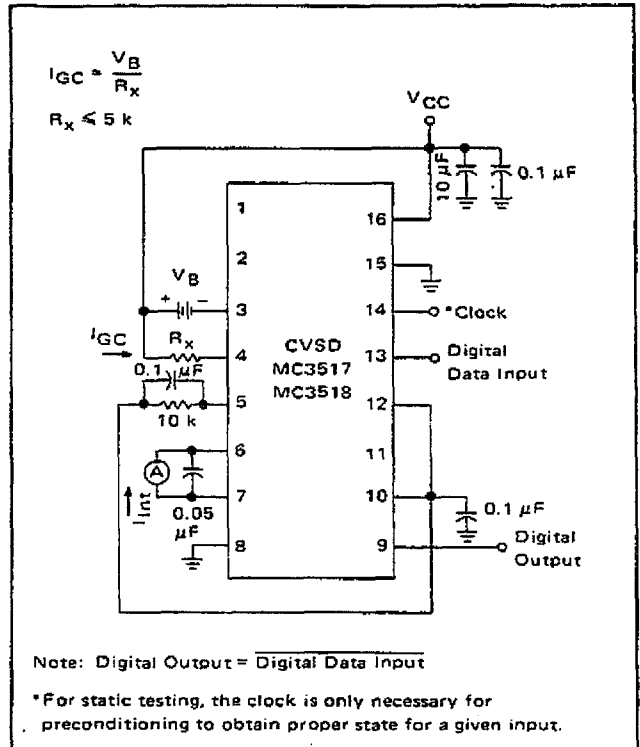 IGC = VB / Rx
Rx ≤ 5 k
VCC
10 μF
0.1 μF
1
16
2
15
VB
+ −
3
14
*Clock
IGC
Rx
4
CVSD
MC3517
MC3518
13
Digital
Data Input
0.1 μF
5
12
10 k
6
11
A
IInt
7
10
0.1 μF
0.05
μF
8
9
Digital
Output
Note: Digital Output = Digital Data Input
*For static testing, the clock is only necessary for
preconditioning to obtain proper state for a given input.